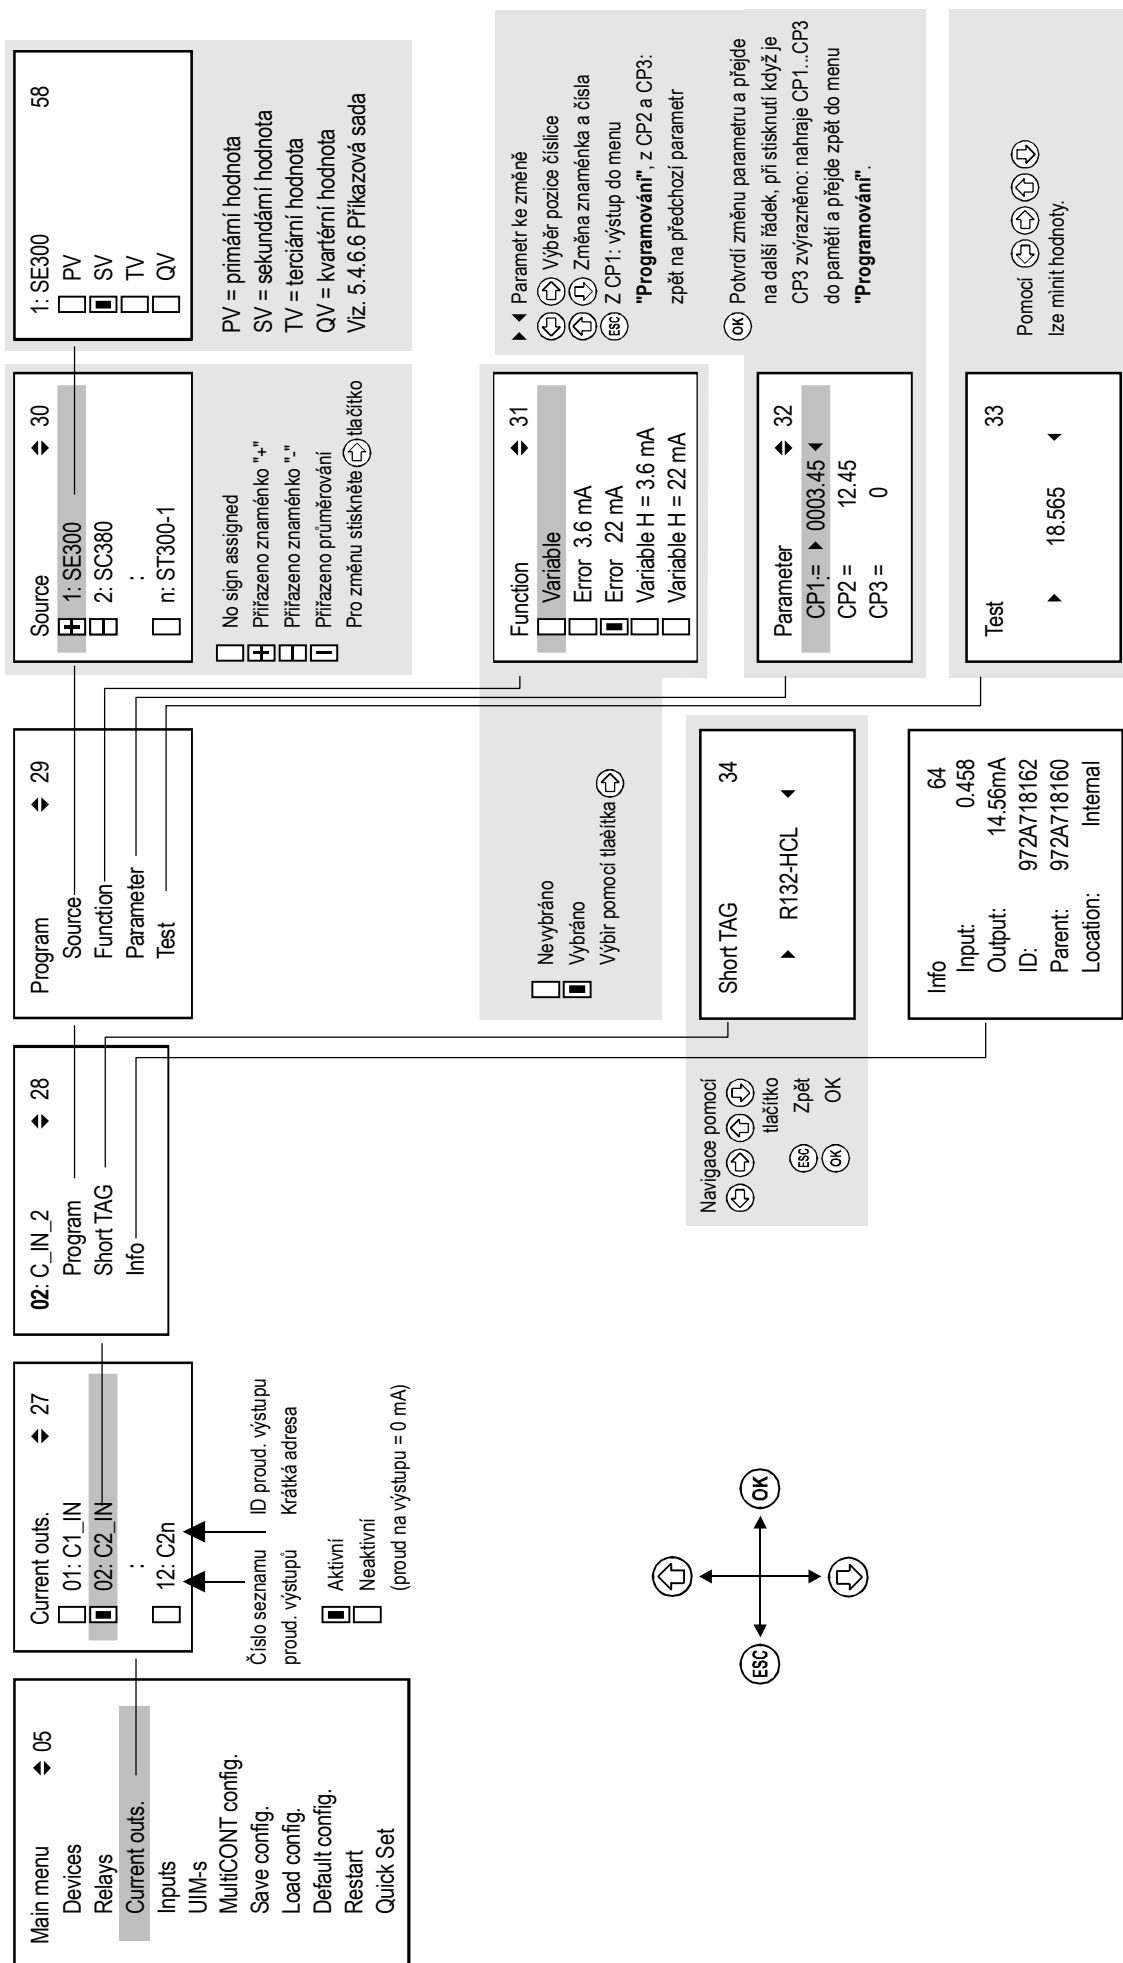 Main menu 05
Devices
Relays
Current outs.
Inputs
UIM-s
MultiCONT config.
Save config.
Load config.
Default config.
Restart
Quick Set
Current outs. 27
01: C1_IN
02: C2_IN
:
12: C2n
Číslo seznamu
proud. výstupů
ID proud. výstupu
Krátká adresa
Aktivní
Neaktivní
(proud na výstupu = 0 mA)
02: C_IN_2 28
Program
Short TAG
Info
Program 29
Source
Function
Parameter
Test
Source 30
1: SE300
2: SC380
:
n: ST300-1
No sign assigned
Přiřazeno znaménko "+"
Přiřazeno znaménko "-"
Přiřazeno průměrování
Pro změnu stiskněte tlačítko
1: SE300 58
PV
SV
TV
QV
PV = primární hodnota
SV = sekundární hodnota
TV = terciární hodnota
QV = kvartérní hodnota
Viz. 5.4.6.6 Příkazová sada
Nevybráno
Vybráno
Výbìr pomocí tlaèítka
Function 31
Variable
Error 3.6 mA
Error 22 mA
Variable H = 3.6 mA
Variable H = 22 mA
Parametr ke změně
Výběr pozice číslice
Změna znaménka a čísla
ESC Z CP1: výstup do menu
"Programování", z CP2 a CP3:
zpět na předchozí parametr
OK Potvrdí změnu parametru a přejde
na další řádek, při stisknutí když je
CP3 zvýrazněno: nahraje CP1...CP3
do pamětí a přejde zpět do menu
"Programování".
Parameter 32
CP1.= 0003.45
CP2 = 12.45
CP3 = 0
Navigace pomocí
tlačítko
ESC Zpět
OK OK
Short TAG 34
R132-HCL
Test 33
18.565
Pomocí
lze mìnit hodnoty.
Info 64
Input: 0.458
Output: 14.56mA
ID: 972A718162
Parent: 972A718160
Location: Internal
ESC
OK